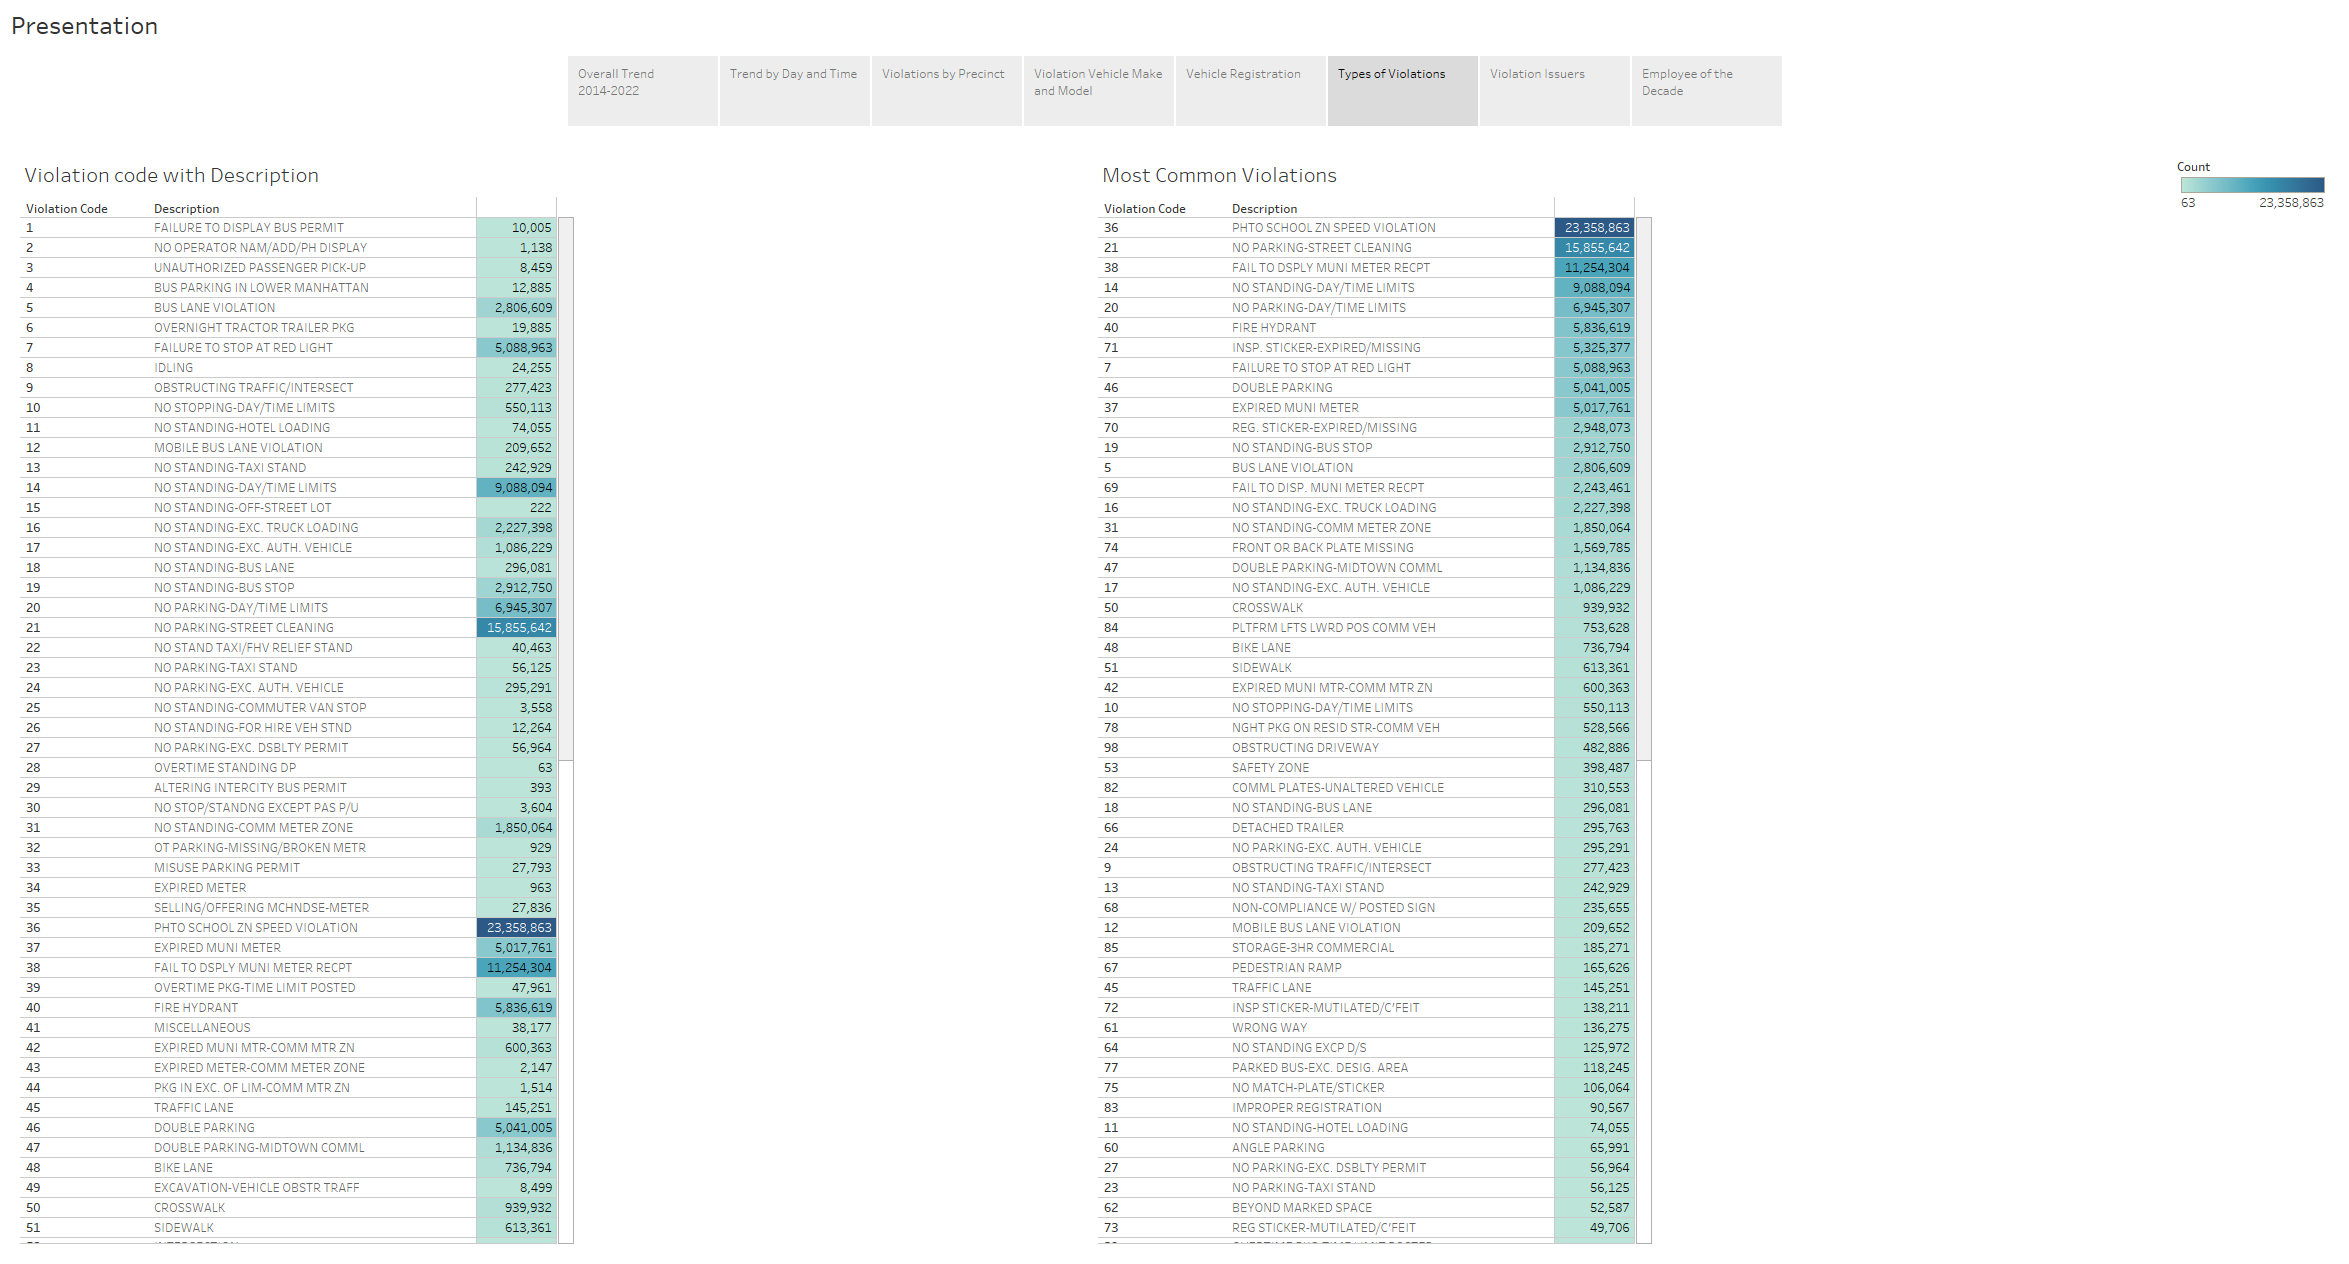 Presentation
Overall Trend 2014-2022
Trend by Day and Time
Violations by Precinct
Violation Vehicle Make and Model
Vehicle Registration
Types of Violations
Violation Issuers
Employee of the Decade
Violation code with Description
Violation Code Description
1 FAILURE TO DISPLAY BUS PERMIT 10,005
2 NO OPERATOR NAM/ADD/PH DISPLAY 1,138
3 UNAUTHORIZED PASSENGER PICK-UP 8,459
4 BUS PARKING IN LOWER MANHATTAN 12,885
5 BUS LANE VIOLATION 2,806,609
6 OVERNIGHT TRACTOR TRAILER PKG 19,885
7 FAILURE TO STOP AT RED LIGHT 5,088,963
8 IDLING 24,255
9 OBSTRUCTING TRAFFIC/INTERSECT 277,423
10 NO STOPPING-DAY/TIME LIMITS 550,113
11 NO STANDING-HOTEL LOADING 74,055
12 MOBILE BUS LANE VIOLATION 209,652
13 NO STANDING-TAXI STAND 242,929
14 NO STANDING-DAY/TIME LIMITS 9,088,094
15 NO STANDING-OFF-STREET LOT 222
16 NO STANDING-EXC. TRUCK LOADING 2,227,398
17 NO STANDING-EXC. AUTH. VEHICLE 1,086,229
18 NO STANDING-BUS LANE 296,081
19 NO STANDING-BUS STOP 2,912,750
20 NO PARKING-DAY/TIME LIMITS 6,945,307
21 NO PARKING-STREET CLEANING 15,855,642
22 NO STAND TAXI/FHV RELIEF STAND 40,463
23 NO PARKING-TAXI STAND 56,125
24 NO PARKING-EXC. AUTH. VEHICLE 295,291
25 NO STANDING-COMMUTER VAN STOP 3,558
26 NO STANDING-FOR HIRE VEH STND 12,264
27 NO PARKING-EXC. DSBLTY PERMIT 56,964
28 OVERTIME STANDING DP 63
29 ALTERING INTERCITY BUS PERMIT 393
30 NO STOP/STANDNG EXCEPT PAS P/U 3,604
31 NO STANDING-COMM METER ZONE 1,850,064
32 OT PARKING-MISSING/BROKEN METR 929
33 MISUSE PARKING PERMIT 27,793
34 EXPIRED METER 963
35 SELLING/OFFERING MCHNDSE-METER 27,836
36 PHTO SCHOOL ZN SPEED VIOLATION 23,358,863
37 EXPIRED MUNI METER 5,017,761
38 FAIL TO DSPLY MUNI METER RECPT 11,254,304
39 OVERTIME PKG-TIME LIMIT POSTED 47,961
40 FIRE HYDRANT 5,836,619
41 MISCELLANEOUS 38,177
42 EXPIRED MUNI MTR-COMM MTR ZN 600,363
43 EXPIRED METER-COMM METER ZONE 2,147
44 PKG IN EXC. OF LIM-COMM MTR ZN 1,514
45 TRAFFIC LANE 145,251
46 DOUBLE PARKING 5,041,005
47 DOUBLE PARKING-MIDTOWN COMML 1,134,836
48 BIKE LANE 736,794
49 EXCAVATION-VEHICLE OBSTR TRAFF 8,499
50 CROSSWALK 939,932
51 SIDEWALK 613,361
Most Common Violations
Violation Code Description
36 PHTO SCHOOL ZN SPEED VIOLATION 23,358,863
21 NO PARKING-STREET CLEANING 15,855,642
38 FAIL TO DSPLY MUNI METER RECPT 11,254,304
14 NO STANDING-DAY/TIME LIMITS 9,088,094
20 NO PARKING-DAY/TIME LIMITS 6,945,307
40 FIRE HYDRANT 5,836,619
71 INSP. STICKER-EXPIRED/MISSING 5,325,377
7 FAILURE TO STOP AT RED LIGHT 5,088,963
46 DOUBLE PARKING 5,041,005
37 EXPIRED MUNI METER 5,017,761
70 REG. STICKER-EXPIRED/MISSING 2,948,073
19 NO STANDING-BUS STOP 2,912,750
5 BUS LANE VIOLATION 2,806,609
69 FAIL TO DISP. MUNI METER RECPT 2,243,461
16 NO STANDING-EXC. TRUCK LOADING 2,227,398
31 NO STANDING-COMM METER ZONE 1,850,064
74 FRONT OR BACK PLATE MISSING 1,569,785
47 DOUBLE PARKING-MIDTOWN COMML 1,134,836
17 NO STANDING-EXC. AUTH. VEHICLE 1,086,229
50 CROSSWALK 939,932
84 PLTFRM LFTS LWRD POS COMM VEH 753,628
48 BIKE LANE 736,794
51 SIDEWALK 613,361
42 EXPIRED MUNI MTR-COMM MTR ZN 600,363
10 NO STOPPING-DAY/TIME LIMITS 550,113
78 NGHT PKG ON RESID STR-COMM VEH 528,566
98 OBSTRUCTING DRIVEWAY 482,886
53 SAFETY ZONE 398,487
82 COMML PLATES-UNALTERED VEHICLE 310,553
18 NO STANDING-BUS LANE 296,081
66 DETACHED TRAILER 295,763
24 NO PARKING-EXC. AUTH. VEHICLE 295,291
9 OBSTRUCTING TRAFFIC/INTERSECT 277,423
13 NO STANDING-TAXI STAND 242,929
68 NON-COMPLIANCE W/ POSTED SIGN 235,655
12 MOBILE BUS LANE VIOLATION 209,652
85 STORAGE-3HR COMMERCIAL 185,271
67 PEDESTRIAN RAMP 165,626
45 TRAFFIC LANE 145,251
72 INSP STICKER-MUTILATED/C'FEIT 138,211
61 WRONG WAY 136,275
64 NO STANDING EXCP D/S 125,972
77 PARKED BUS-EXC. DESIG. AREA 118,245
75 NO MATCH-PLATE/STICKER 106,064
83 IMPROPER REGISTRATION 90,567
11 NO STANDING-HOTEL LOADING 74,055
60 ANGLE PARKING 65,991
27 NO PARKING-EXC. DSBLTY PERMIT 56,964
23 NO PARKING-TAXI STAND 56,125
62 BEYOND MARKED SPACE 52,587
73 REG STICKER-MUTILATED/C'FEIT 49,706
Count
63 23,358,863